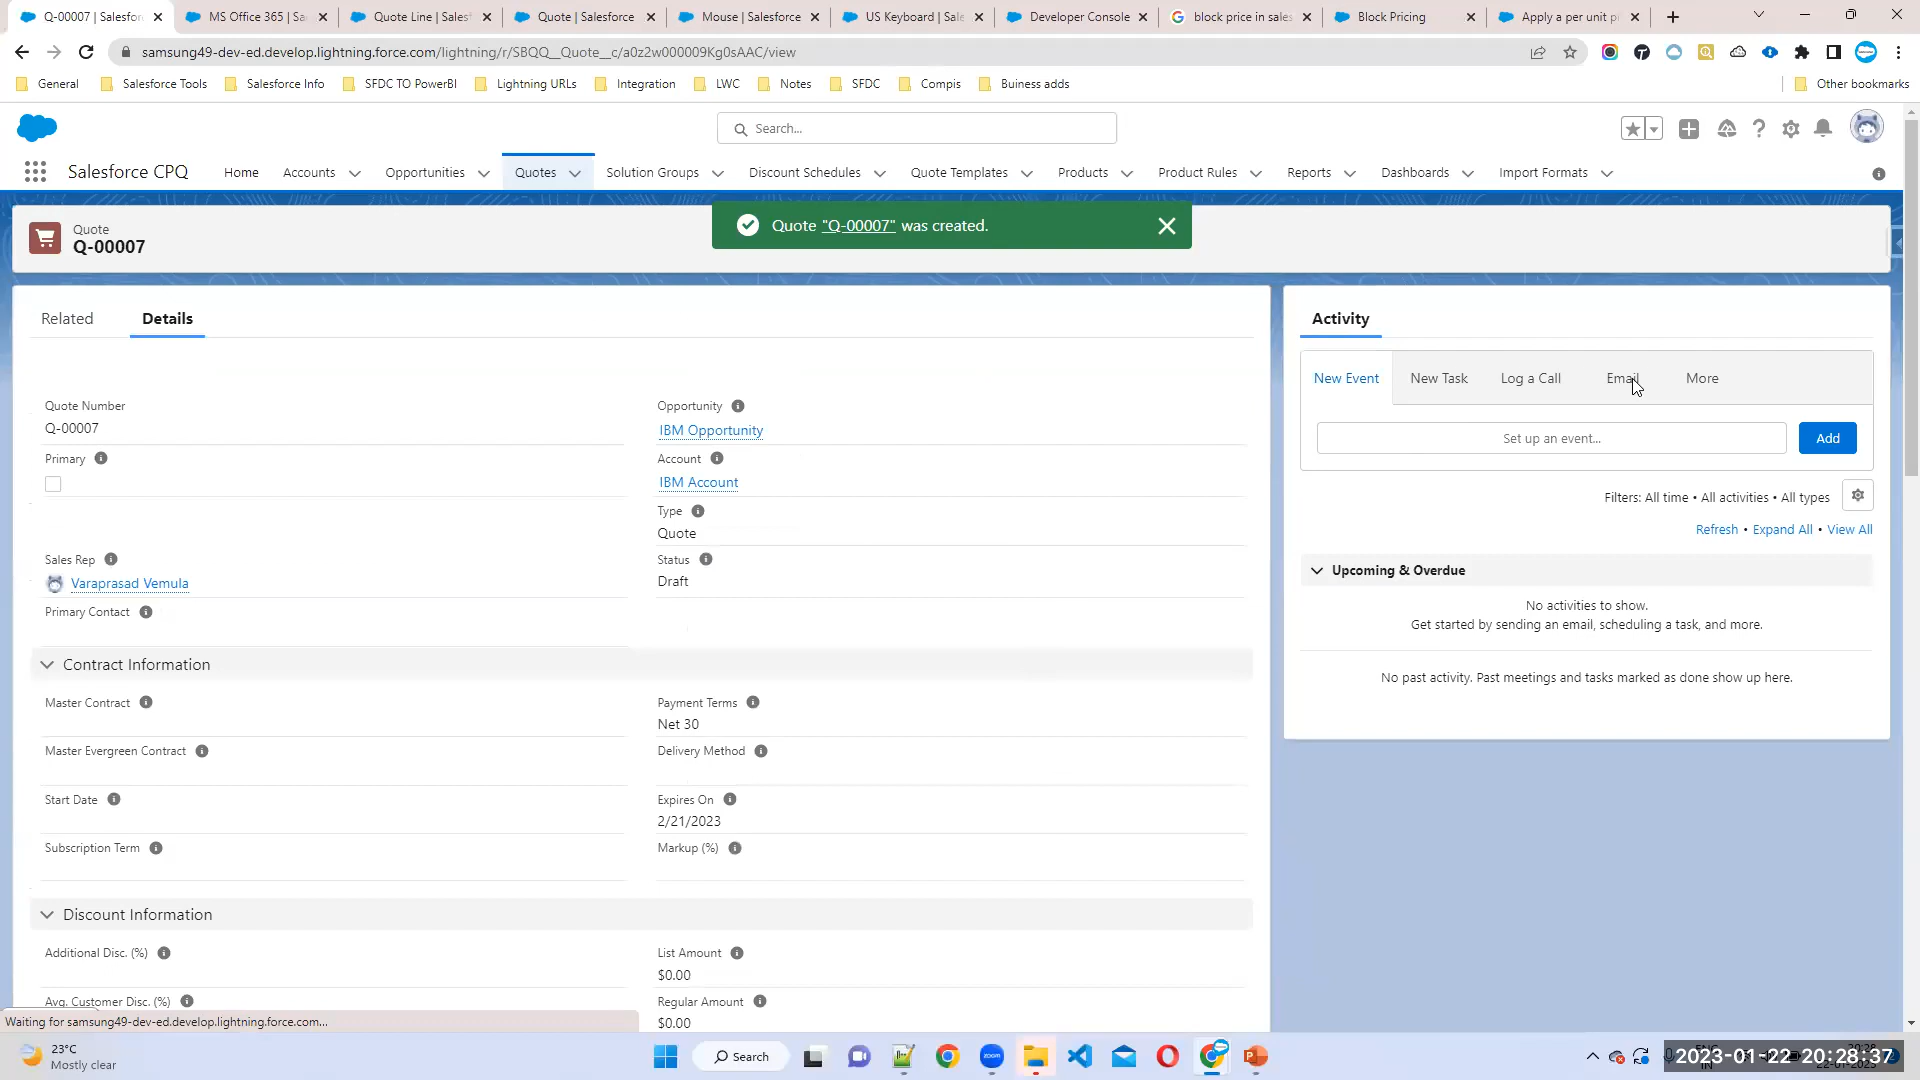 Q-00007 | Salesfor
MS Office 365 | Sa
Quote Line | Sales
Quote | Salesforce
Mouse | Salesforce
US Keyboard | Sale
Developer Console
block price in sales
Block Pricing
Apply a per unit p
samsung49-dev-ed.develop.lightning.force.com/lightning/r/SBQQ__Quote__c/a0z2w000009Kg0sAAC/view
General
Salesforce Tools
Salesforce Info
SFDC TO PowerBI
Lightning URLs
Integration
LWC
Notes
SFDC
Compis
Buiness adds
Other bookmarks
Search...
Salesforce CPQ
Home
Accounts
Opportunities
Quotes
Solution Groups
Discount Schedules
Quote Templates
Products
Product Rules
Reports
Dashboards
Import Formats
Quote
Q-00007
Quote "Q-00007" was created.
Related
Details
Quote Number
Q-00007
Opportunity
IBM Opportunity
Primary
Account
IBM Account
Type
Quote
Sales Rep
Varaprasad Vemula
Status
Draft
Primary Contact
Contract Information
Master Contract
Payment Terms
Net 30
Master Evergreen Contract
Delivery Method
Start Date
Expires On
2/21/2023
Subscription Term
Markup (%)
Discount Information
Additional Disc. (%)
List Amount
$0.00
Avg. Customer Disc. (%)
Regular Amount
$0.00
Activity
New Event
New Task
Log a Call
Email
More
Set up an event...
Add
Filters: All time • All activities • All types
Refresh • Expand All • View All
Upcoming & Overdue
No activities to show.
Get started by sending an email, scheduling a task, and more.
No past activity. Past meetings and tasks marked as done show up here.
Waiting for samsung49-dev-ed.develop.lightning.force.com...
23°C
Mostly clear
Search
zoom
2023-01-22 20:28:37